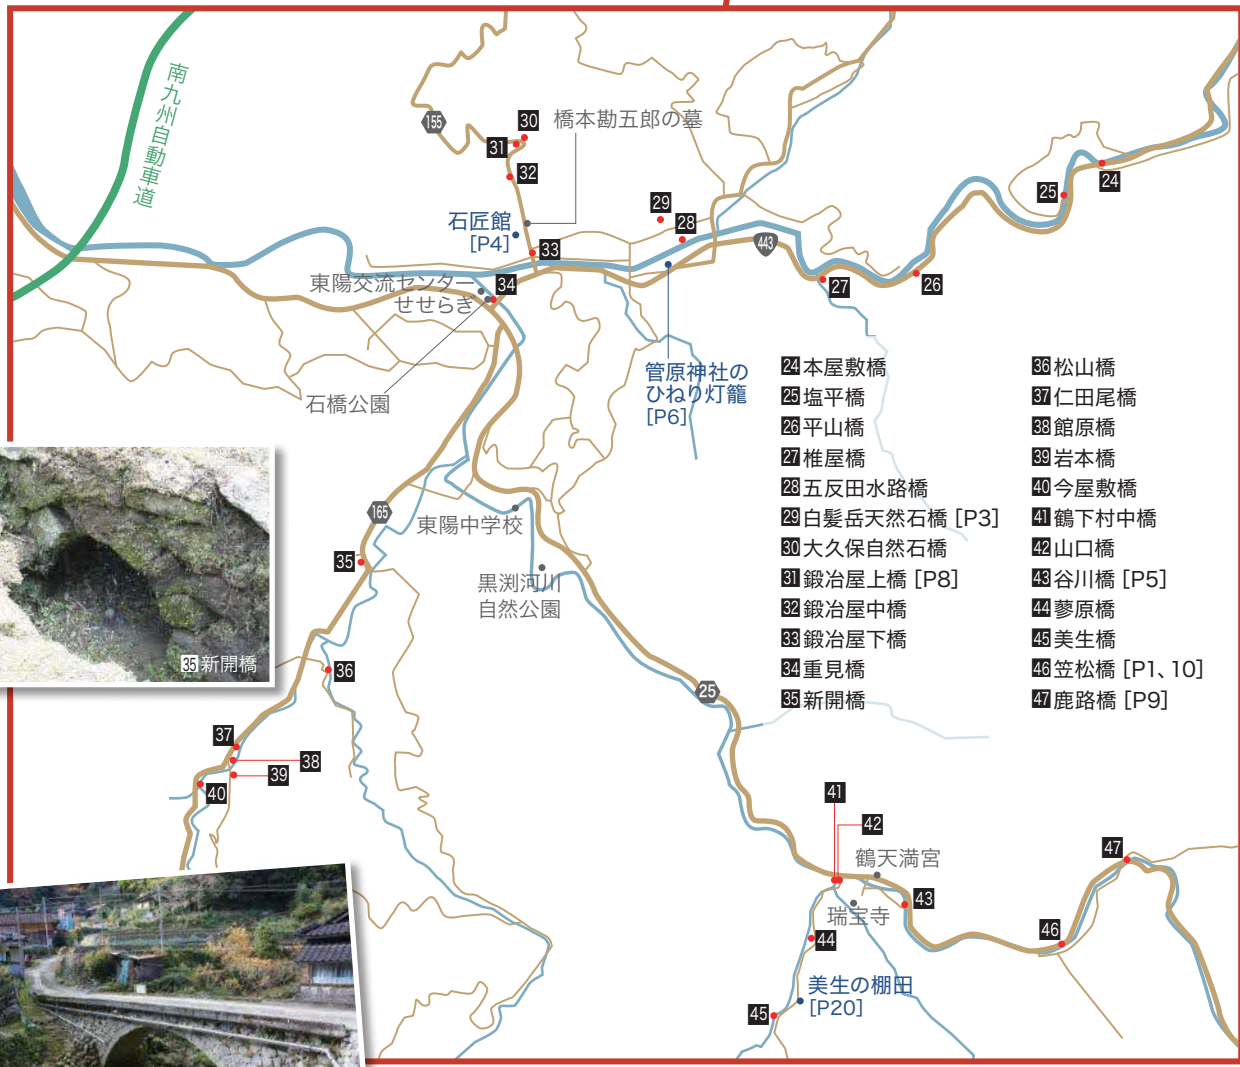 南九州自動車道
155
30
橋本勘五郎の墓
31
32
29
石匠館
[P4]
28
33
443
24
25
東陽交流センター
せせらぎ
34
27
26
石橋公園
菅原神社の
ひねり灯籠
[P6]
24 本屋敷橋
25 塩平橋
26 平山橋
27 椎屋橋
28 五反田水路橋
29 白髪岳天然石橋 [P3]
30 大久保自然石橋
31 鍛冶屋上橋 [P8]
32 鍛冶屋中橋
33 鍛冶屋下橋
34 重見橋
35 新開橋
36 松山橋
37 仁田尾橋
38 館原橋
39 岩本橋
40 今屋敷橋
41 鶴下村中橋
42 山口橋
43 谷川橋 [P5]
44 蓼原橋
45 美生橋
46 笠松橋 [P1、10]
47 鹿路橋 [P9]
165
東陽中学校
35
黒渕河川
自然公園
35 新開橋
36
25
37
38
39
40
41
42
鶴天満宮
47
43
瑞宝寺
44
46
美生の棚田
[P20]
45